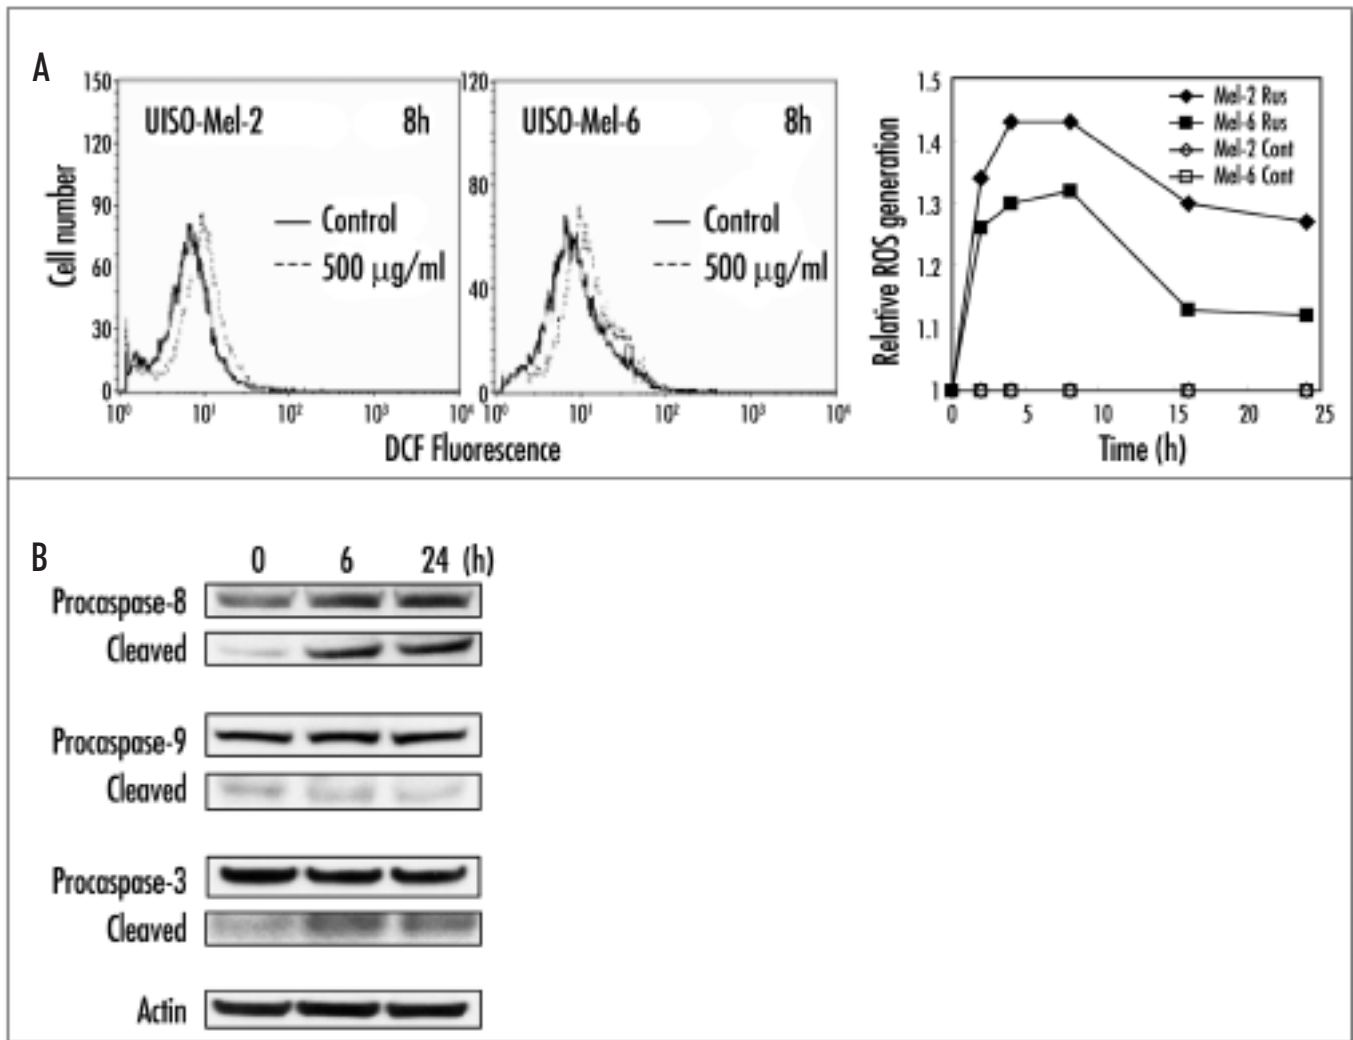 A
UISO-Mel-2 8h
Cell number
150
120
90
60
30
0
Control
500 µg/ml
10⁰ 10¹ 10² 10³ 10⁴
UISO-Mel-6 8h
120
80
40
0
Control
500 µg/ml
10⁰ 10¹ 10² 10³ 10⁴
DCF Fluorescence
Relative ROS generation
1.5
1.4
1.3
1.2
1.1
1
Mel-2 Rus
Mel-6 Rus
Mel-2 Cont
Mel-6 Cont
0 5 10 15 20 25
Time (h)
B
0 6 24 (h)
Procaspase-8
Cleaved
Procaspase-9
Cleaved
Procaspase-3
Cleaved
Actin